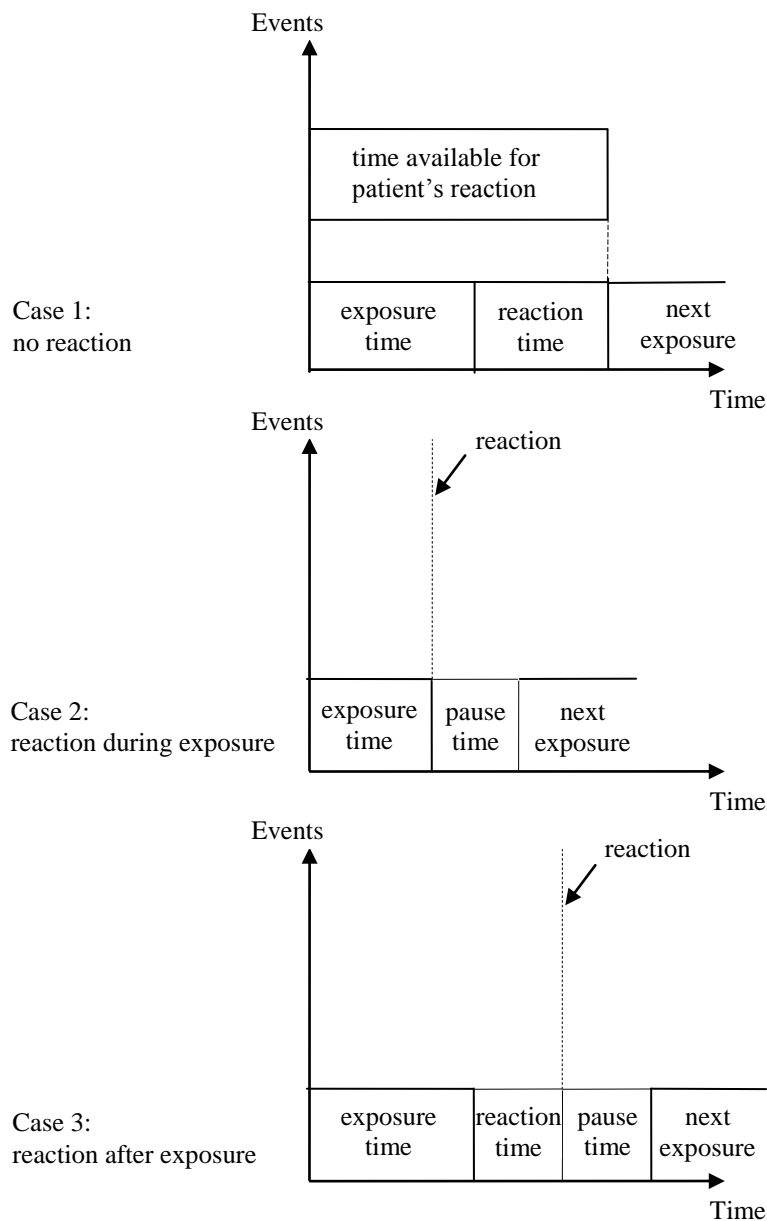 Events
time available for
patient's reaction
Case 1:
no reaction
exposure
time
reaction
time
next
exposure
Time
Events
reaction
Case 2:
reaction during exposure
exposure
time
pause
time
next
exposure
Time
Events
reaction
Case 3:
reaction after exposure
exposure
time
reaction
time
pause
time
next
exposure
Time